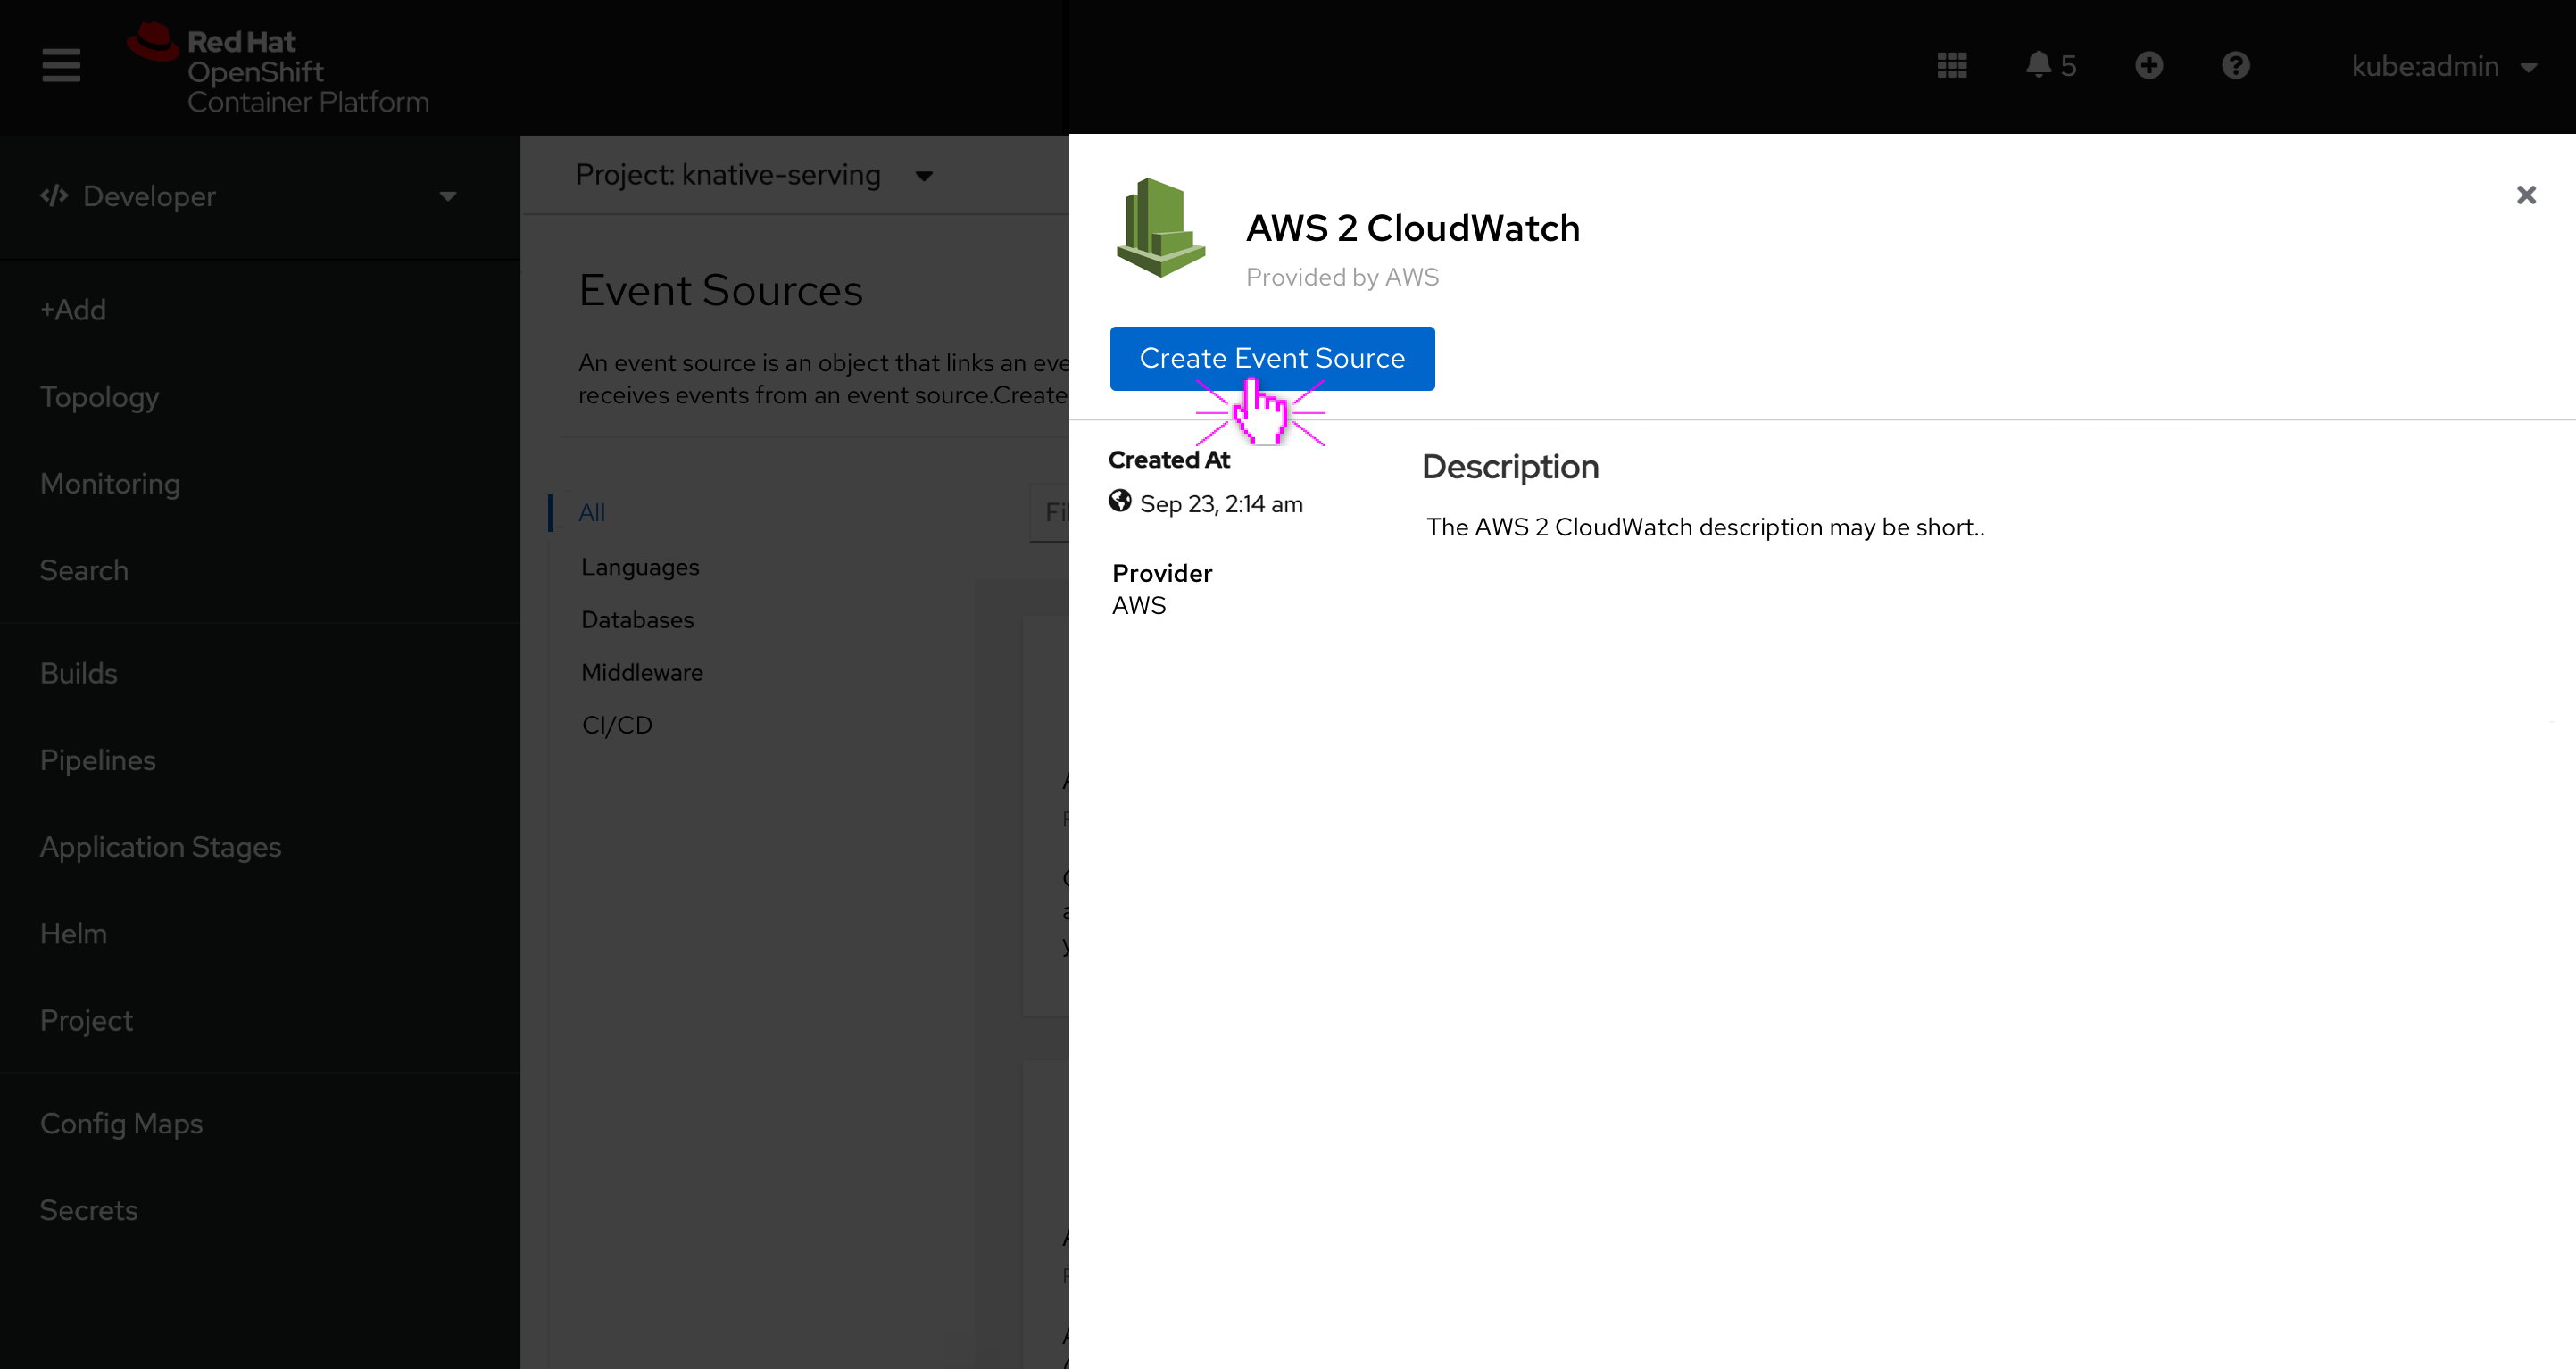 Red Hat
OpenShift
Container Platform
5
kube:admin
Developer
+Add
Topology
Monitoring
Search
Builds
Pipelines
Application Stages
Helm
Project
Config Maps
Secrets
Project: knative-serving
Event Sources
An event source is an object that links an eve
receives events from an event source.Create
All
Languages
Databases
Middleware
CI/CD
AWS 2 CloudWatch
Provided by AWS
Create Event Source
Created At
Sep 23, 2:14 am
Provider
AWS
Description
The AWS 2 CloudWatch description may be short..